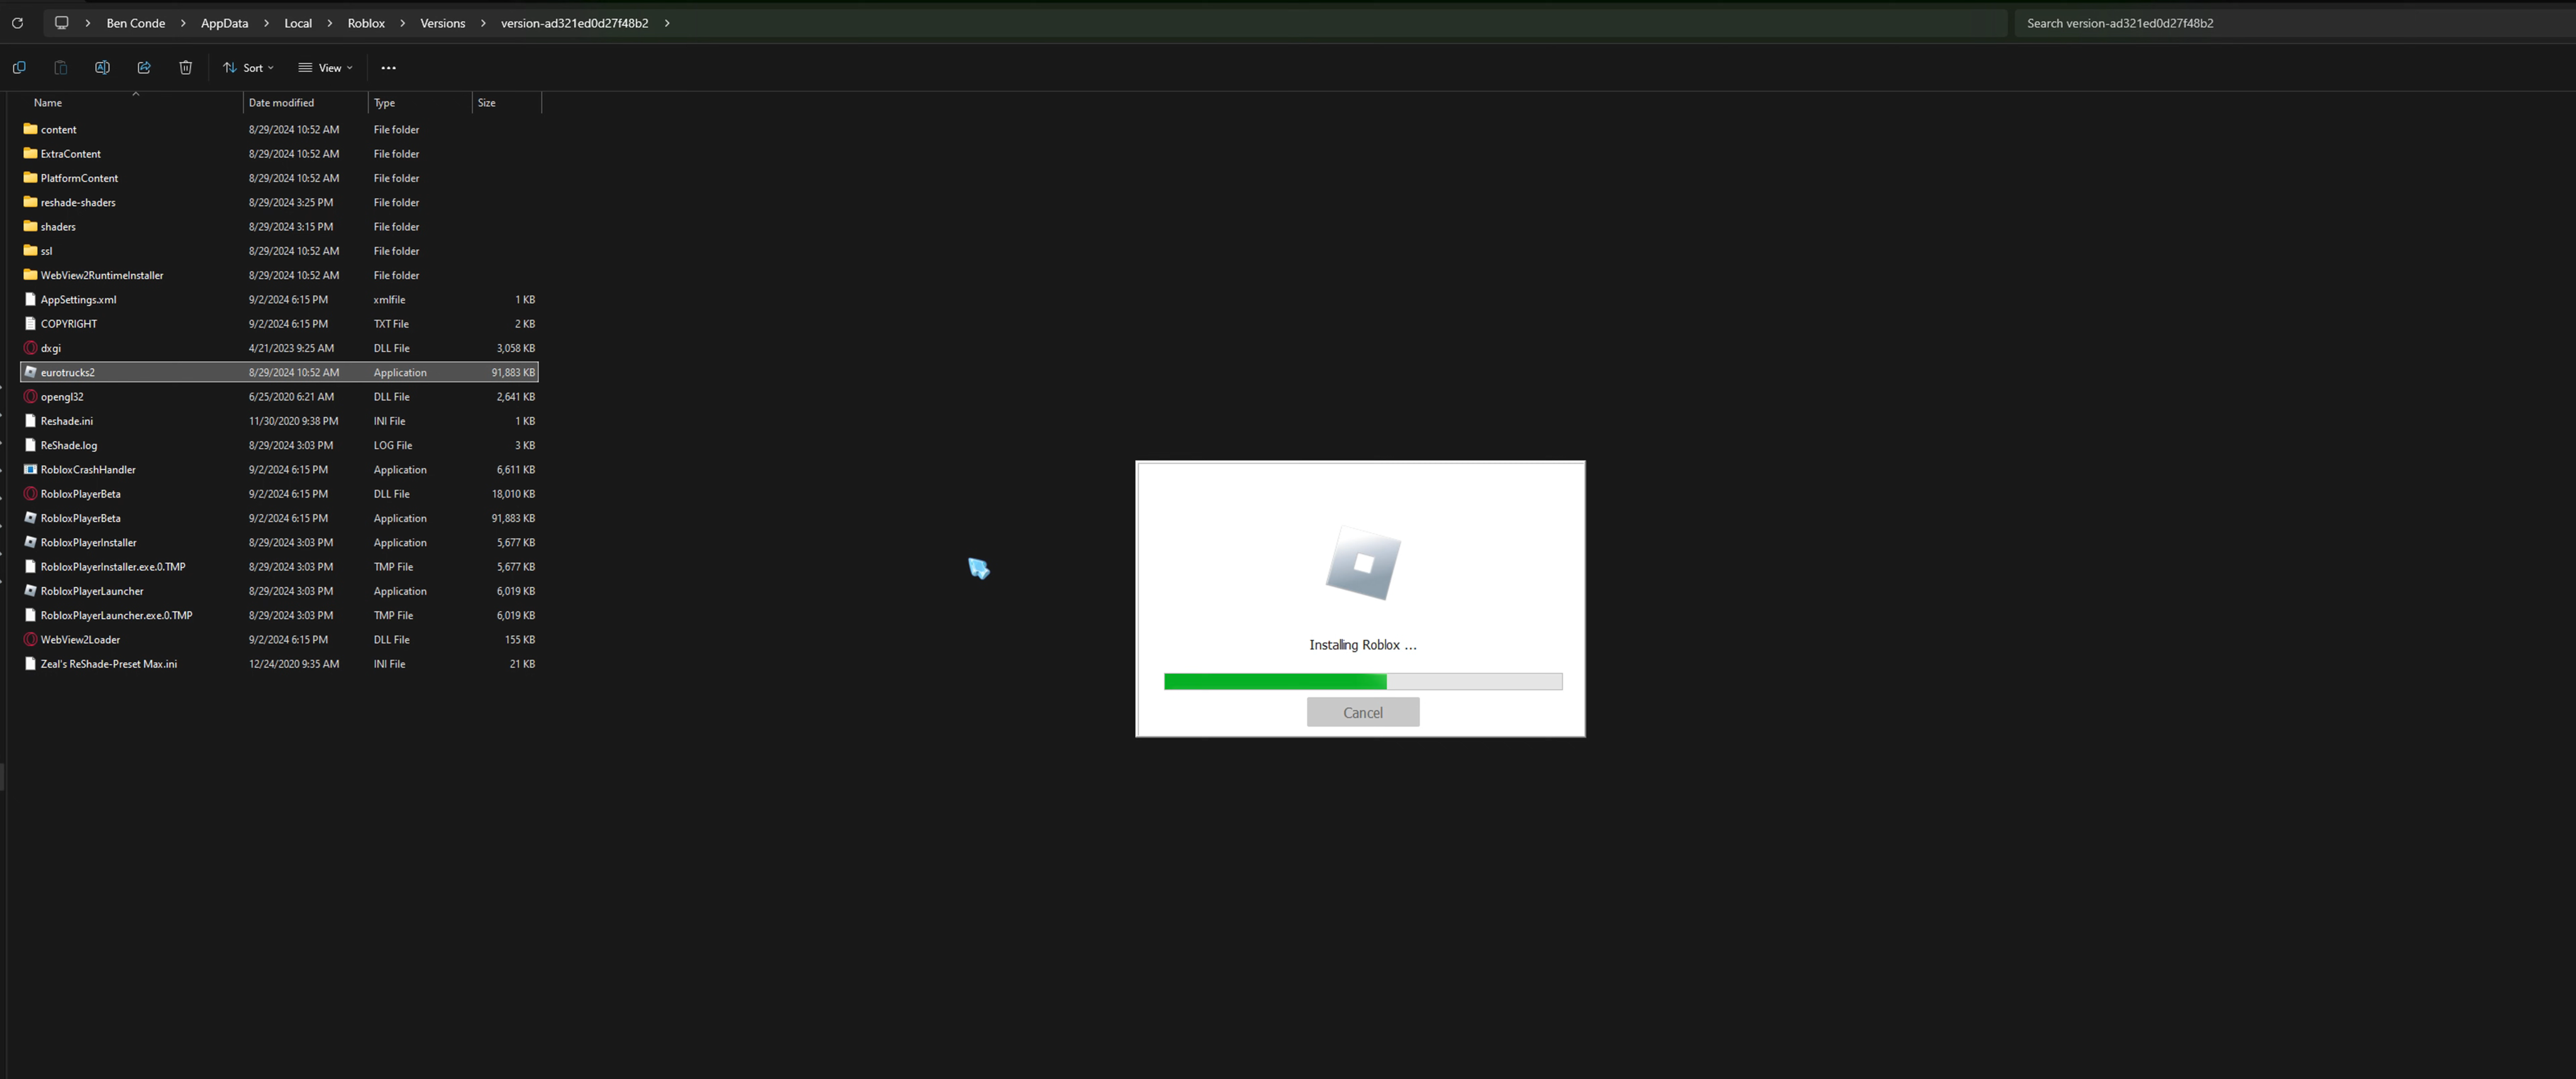 Ben Conde > AppData > Local > Roblox > Versions > version-ad321ed0d27f48b2 > Search version-ad321ed0d27f48b2
Sort View ...
Name Date modified Type Size
content 8/29/2024 10:52 AM File folder
ExtraContent 8/29/2024 10:52 AM File folder
PlatformContent 8/29/2024 10:52 AM File folder
reshade-shaders 8/29/2024 3:25 PM File folder
shaders 8/29/2024 3:15 PM File folder
ssl 8/29/2024 10:52 AM File folder
WebView2RuntimeInstaller 8/29/2024 10:52 AM File folder
AppSettings.xml 9/2/2024 6:15 PM xmlfile 1 KB
COPYRIGHT 9/2/2024 6:15 PM TXT File 2 KB
dxgi 4/21/2023 9:25 AM DLL File 3,058 KB
eurotrucks2 8/29/2024 10:52 AM Application 91,883 KB
opengl32 6/25/2020 6:21 AM DLL File 2,641 KB
Reshade.ini 11/30/2020 9:38 PM INI File 1 KB
ReShade.log 8/29/2024 3:03 PM LOG File 3 KB
RobloxCrashHandler 9/2/2024 6:15 PM Application 6,611 KB
RobloxPlayerBeta 9/2/2024 6:15 PM DLL File 18,010 KB
RobloxPlayerBeta 9/2/2024 6:15 PM Application 91,883 KB
RobloxPlayerInstaller 8/29/2024 3:03 PM Application 5,677 KB
RobloxPlayerInstaller.exe.0.TMP 8/29/2024 3:03 PM TMP File 5,677 KB
RobloxPlayerLauncher 8/29/2024 3:03 PM Application 6,019 KB
RobloxPlayerLauncher.exe.0.TMP 8/29/2024 3:03 PM TMP File 6,019 KB
WebView2Loader 9/2/2024 6:15 PM DLL File 155 KB
Zeal's ReShade-Preset Max.ini 12/24/2020 9:35 AM INI File 21 KB
Installing Roblox ...
Cancel